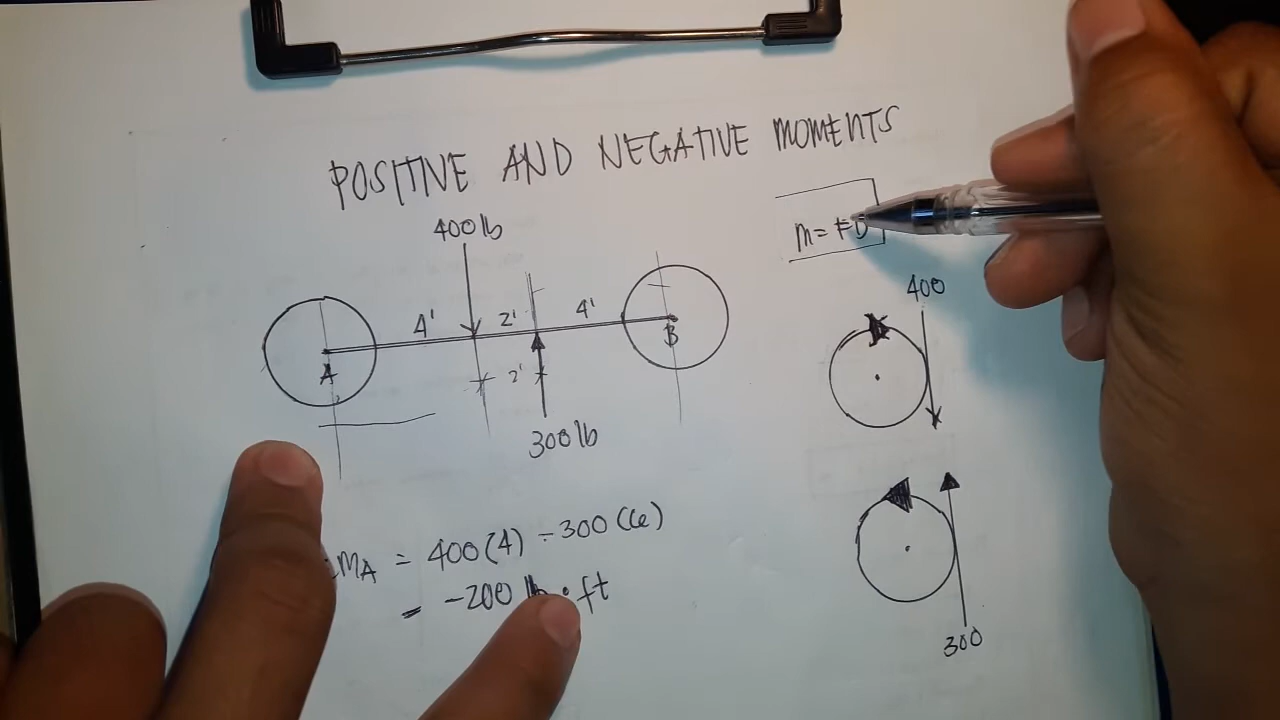 POSITIVE AND NEGATIVE MOMENTS
400 lb
M = FD
4' 2' 4'
A B
2'
300 lb
400
MA = 400(4) - 300(6)
= -200 lb·ft
300